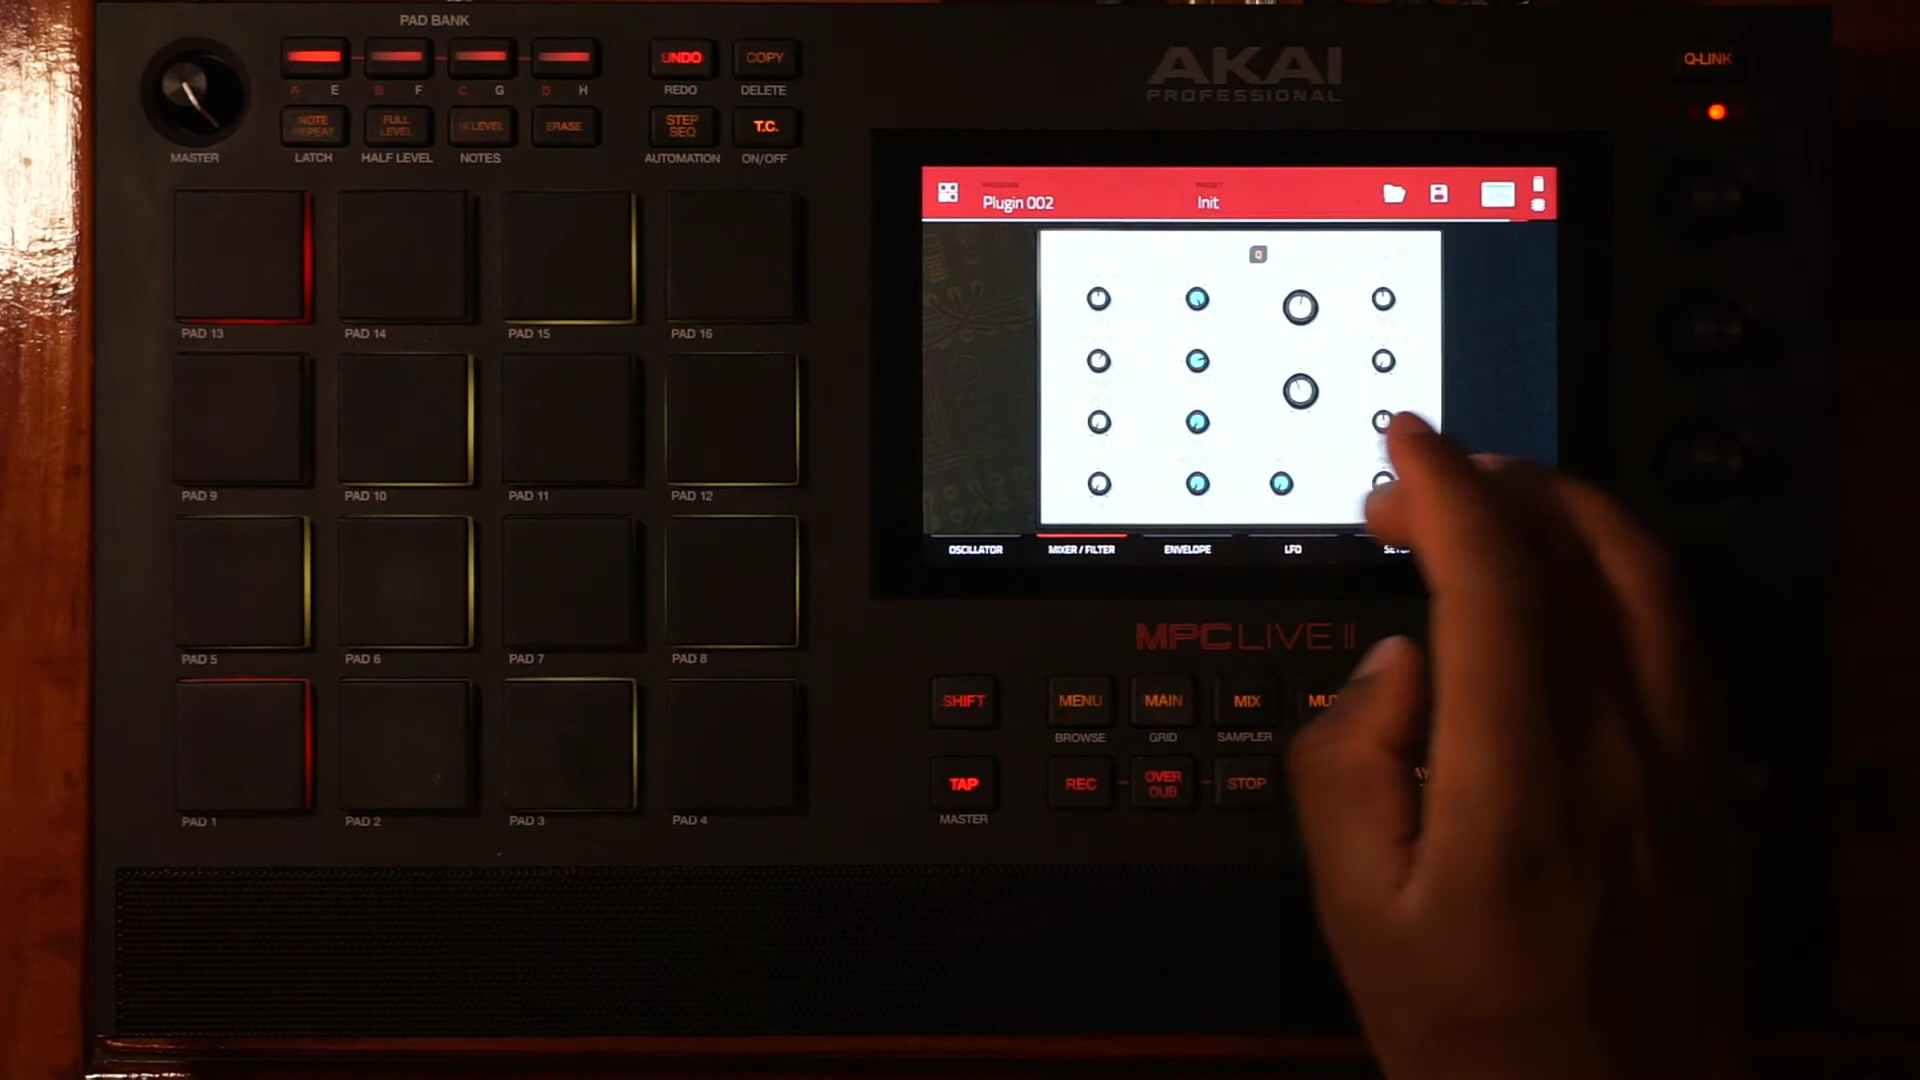 PAD BANK
A E B F C G D H
MASTER
NOTE REPEAT
FULL LEVEL
16 LEVEL
ERASE
LATCH
HALF LEVEL
NOTES
UNDO
COPY
REDO
DELETE
STEP SEQ
T.C.
AUTOMATION
ON/OFF
AKAI
PROFESSIONAL
Q-LINK
PROGRAM
Plugin 002
PRESET
Init
Q
OSCILLATOR
MIXER / FILTER
ENVELOPE
LFO
PAD 13
PAD 14
PAD 15
PAD 16
PAD 9
PAD 10
PAD 11
PAD 12
PAD 5
PAD 6
PAD 7
PAD 8
PAD 1
PAD 2
PAD 3
PAD 4
MPC LIVE II
SHIFT
MENU
MAIN
MIX
MUT
BROWSE
GRID
SAMPLER
TAP
REC
OVER DUB
STOP
MASTER